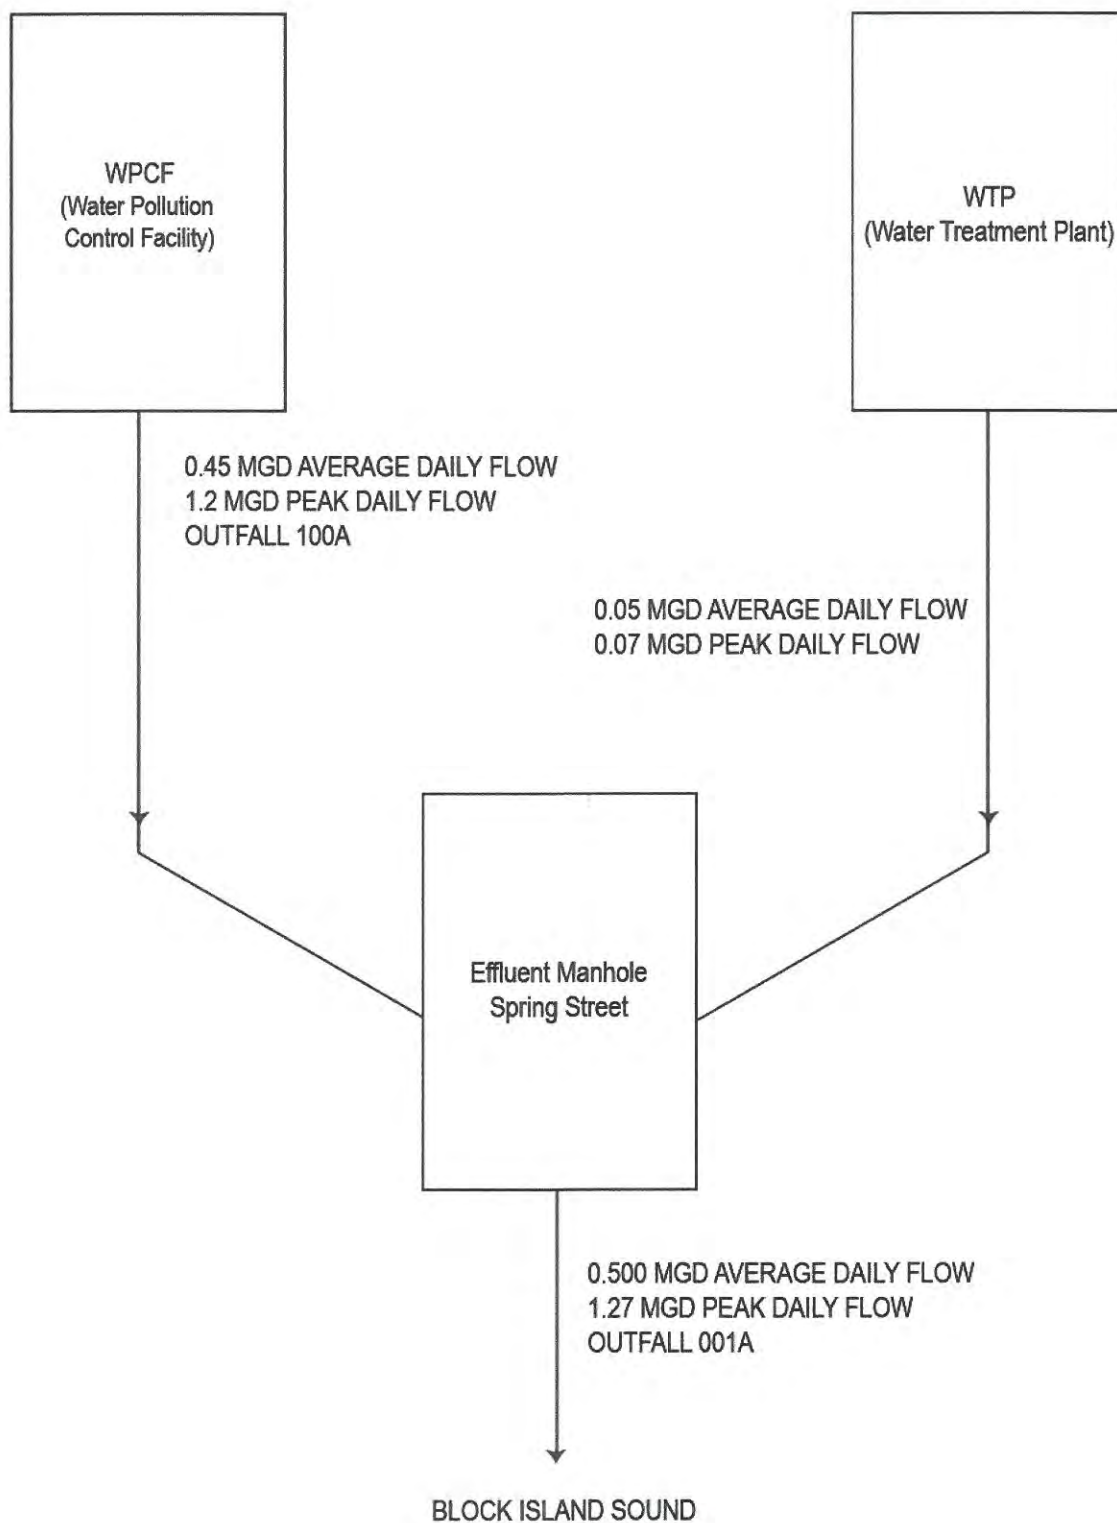 WPCF
(Water Pollution
Control Facility)
WTP
(Water Treatment Plant)
0.45 MGD AVERAGE DAILY FLOW
1.2 MGD PEAK DAILY FLOW
OUTFALL 100A
0.05 MGD AVERAGE DAILY FLOW
0.07 MGD PEAK DAILY FLOW
Effluent Manhole
Spring Street
0.500 MGD AVERAGE DAILY FLOW
1.27 MGD PEAK DAILY FLOW
OUTFALL 001A
BLOCK ISLAND SOUND